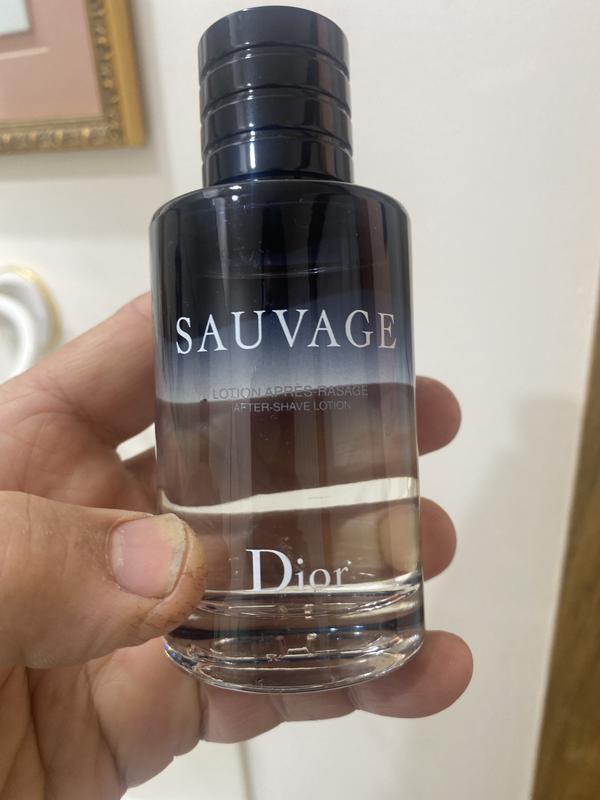 SAUVAGE
LOTION APRÈS-RASAGE
AFTER-SHAVE LOTION
Dior